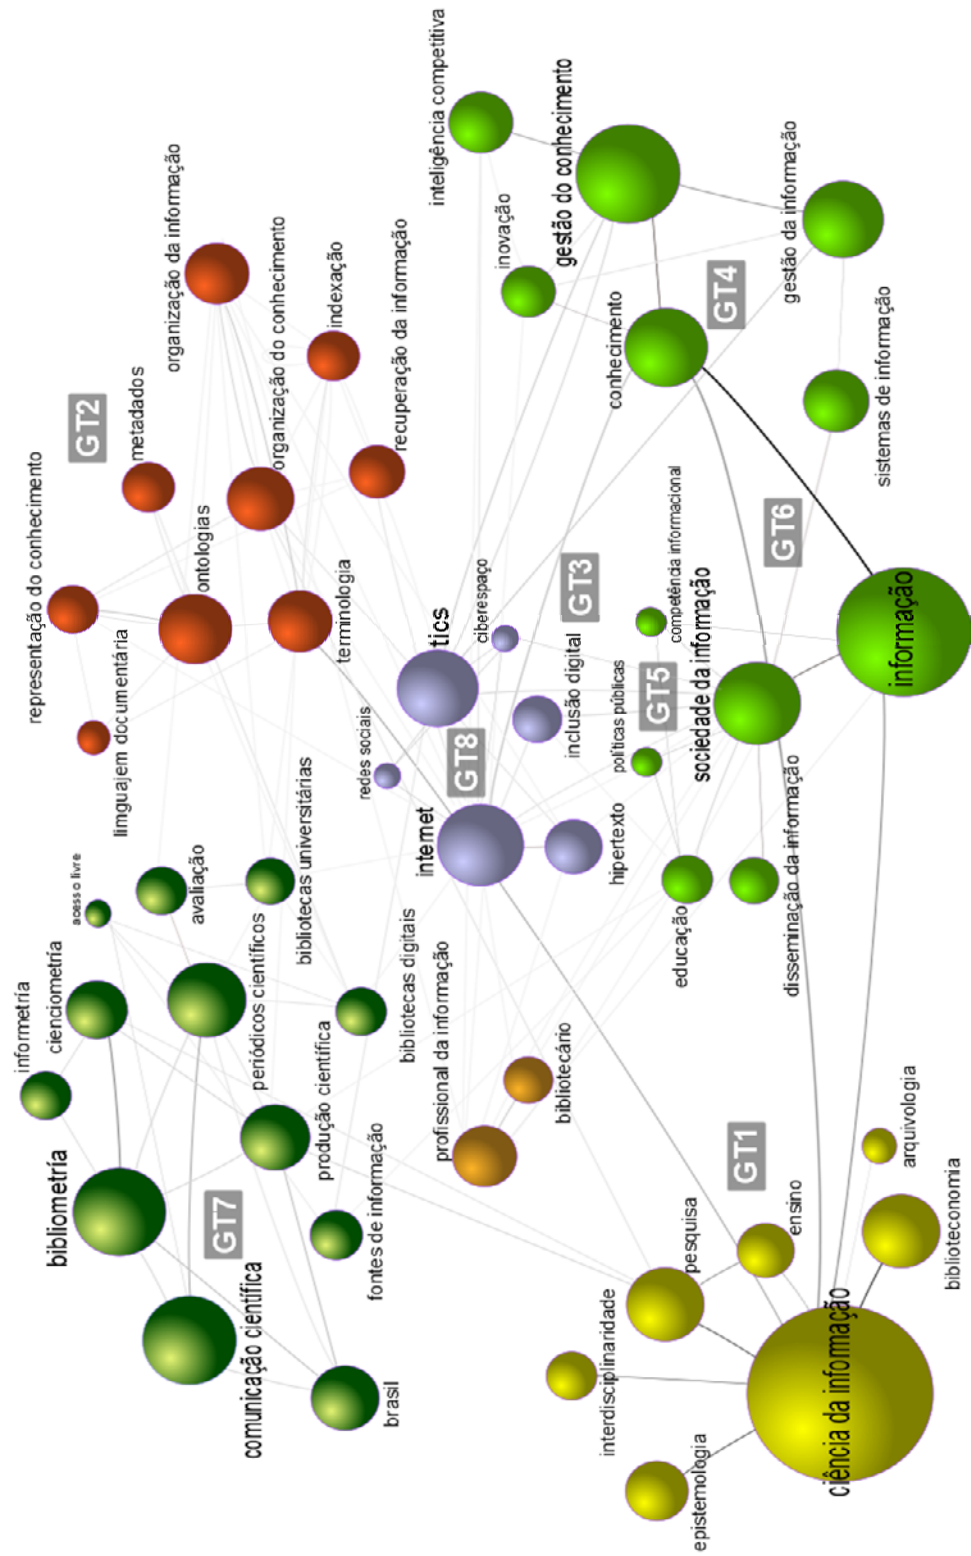 inteligência competitiva
gestão do conhecimento
inovação
gestão da informação
GT4
conhecimento
sistemas de informação
organização da informação
organização do conhecimento
indexação
recuperação da informação
GT2
metadados
representação do conhecimento
ontologias
terminologia
linguajem documentária
tics
ciberespaço
GT3
inclusão digital
redes sociais
GT8
internet
hipertexto
competência informacional
GT6
sociedade da informação
GT5
políticas públicas
informação
educação
disseminação da informação
acesso livre
avaliação
bibliotecas universitárias
cienciometria
informetria
periódicos científicos
bibliotecas digitais
bibliometría
produção científica
GT7
fontes de informação
comunicação científica
brasil
profissional da informação
bibliotecário
GT1
arquivologia
biblioteconomia
ensino
pesquisa
interdisciplinaridade
epistemologia
ciência da informação